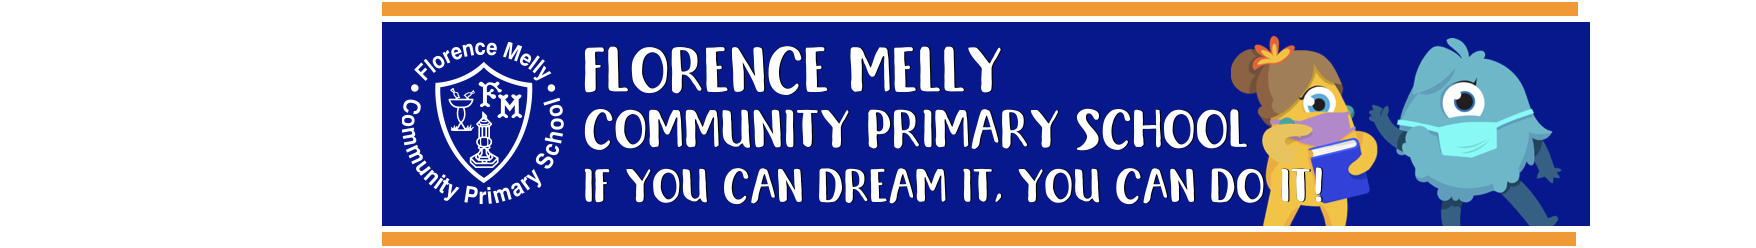 Florence Melly
Community Primary School
FM
FLORENCE MELLY
COMMUNITY PRIMARY SCHOOL
IF YOU CAN DREAM IT, YOU CAN DO IT!